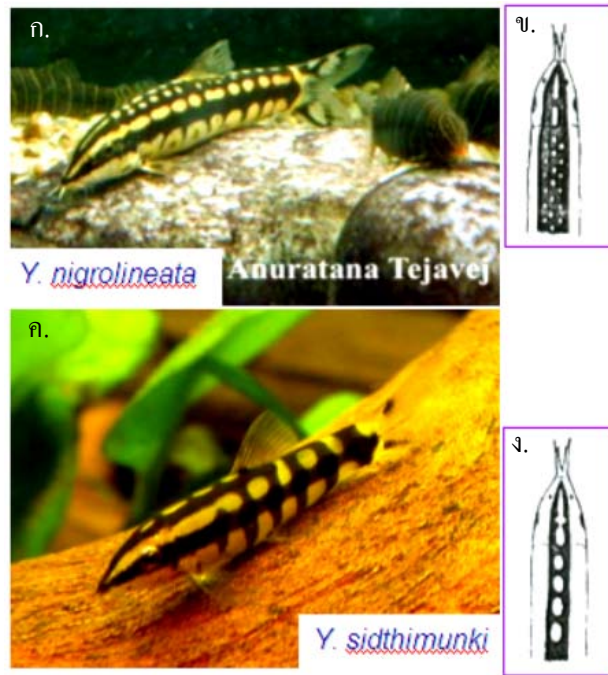 ก.
ข.
Y. nigrolineata
Anuratana Tejavej
ค.
ง.
Y. sidthimunki